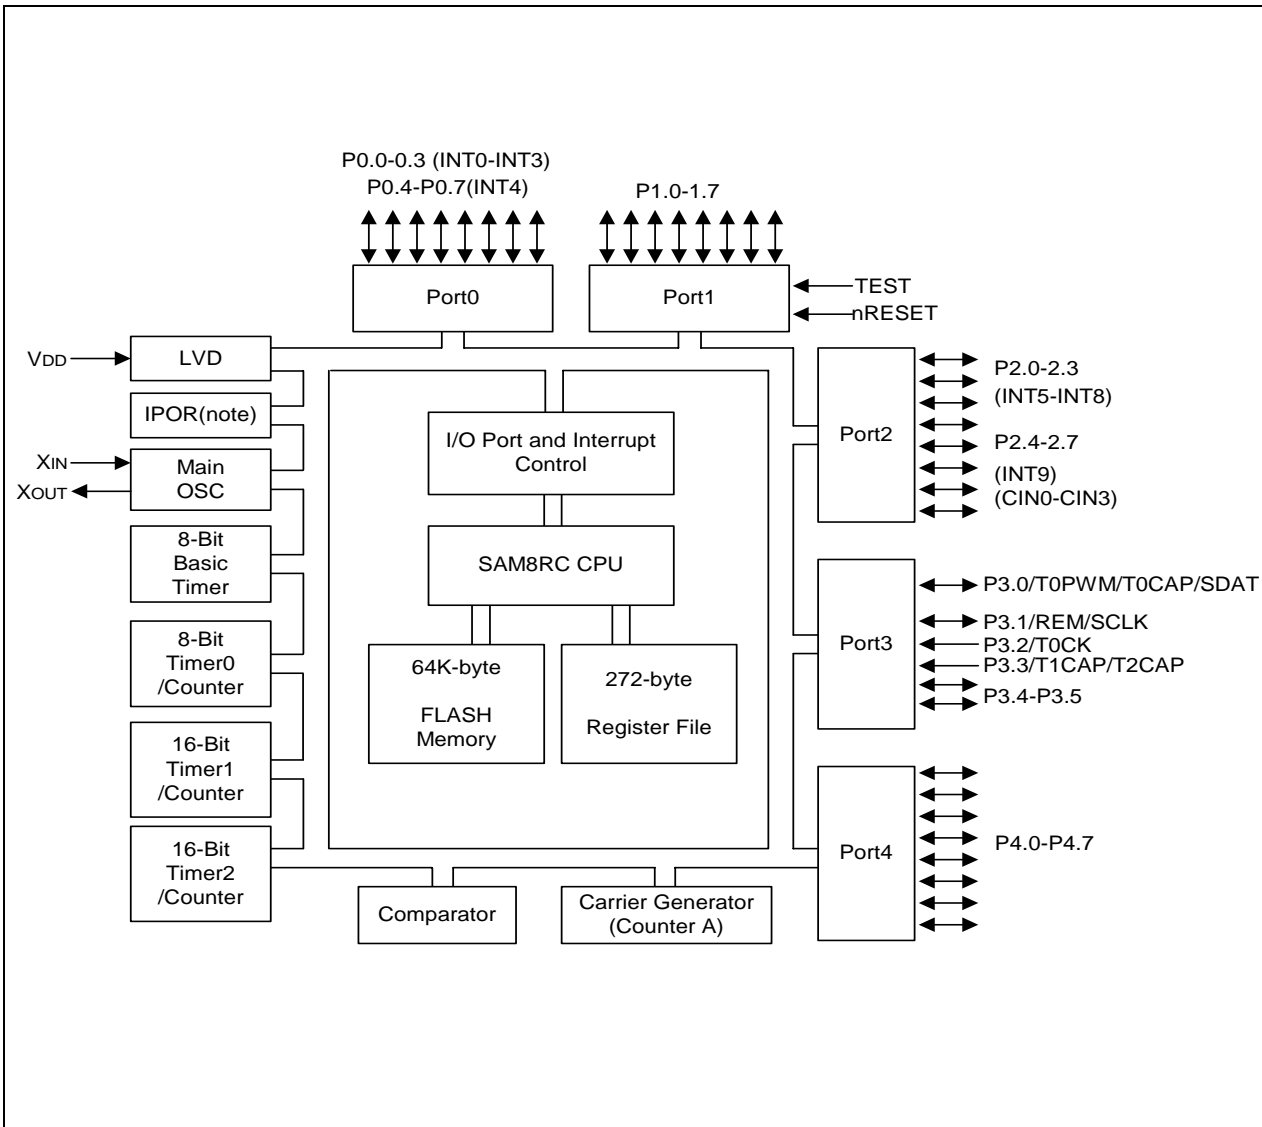 P0.0-0.3 (INT0-INT3)
P0.4-P0.7(INT4)
P1.0-1.7
Port0
Port1
TEST
nRESET
VDD
LVD
IPOR(note)
XIN
XOUT
Main
OSC
8-Bit
Basic
Timer
8-Bit
Timer0
/Counter
16-Bit
Timer1
/Counter
16-Bit
Timer2
/Counter
I/O Port and Interrupt
Control
SAM8RC CPU
64K-byte
FLASH
Memory
272-byte
Register File
Comparator
Carrier Generator
(Counter A)
Port2
P2.0-2.3
(INT5-INT8)
P2.4-2.7
(INT9)
(CIN0-CIN3)
Port3
P3.0/T0PWM/T0CAP/SDAT
P3.1/REM/SCLK
P3.2/T0CK
P3.3/T1CAP/T2CAP
P3.4-P3.5
Port4
P4.0-P4.7